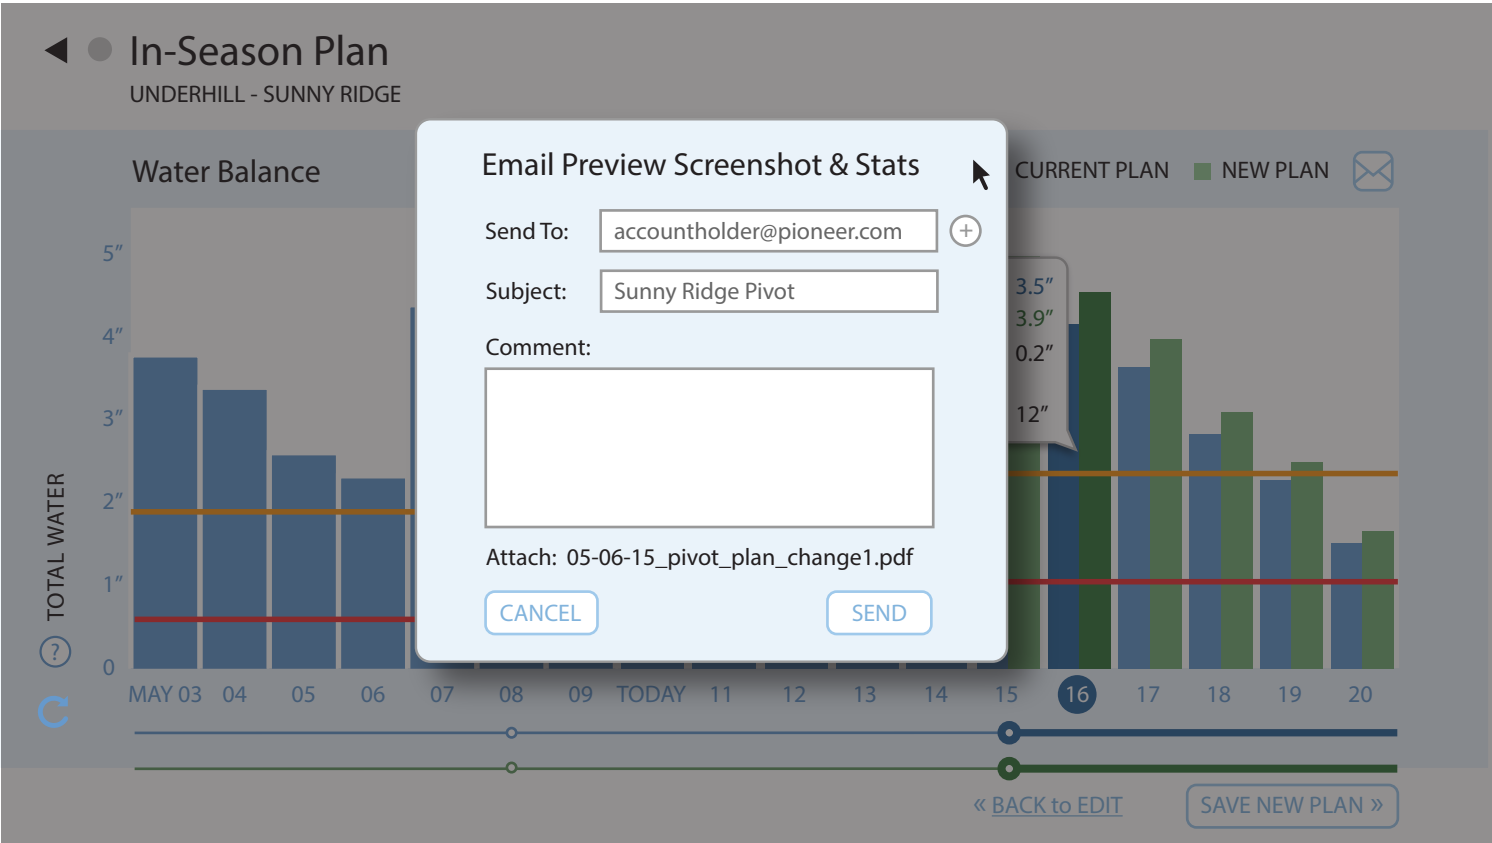 In-Season Plan
UNDERHILL - SUNNY RIDGE
Water Balance
CURRENT PLAN
NEW PLAN
Email Preview Screenshot & Stats
Send To: accountholder@pioneer.com +
Subject: Sunny Ridge Pivot
Comment:
Attach: 05-06-15_pivot_plan_change1.pdf
CANCEL SEND
3.5”
3.9”
0.2”
12”
5”
4”
3”
2”
1”
0
TOTAL WATER
?
MAY 03 04 05 06 07 08 09 TODAY 11 12 13 14 15 16 17 18 19 20
« BACK to EDIT
SAVE NEW PLAN »